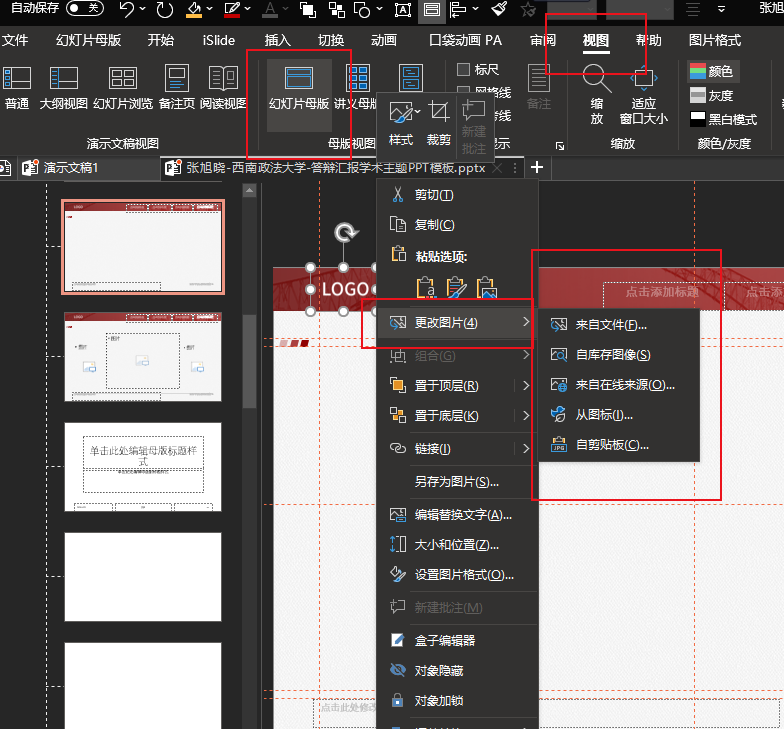 自动保存 关 张旭
文件 幻灯片母版 开始 iSlide 插入 切换 动画 口袋动画 PA 审阅 视图 帮助 图片格式
普通 大纲视图 幻灯片浏览 备注页 阅读视图
演示文稿视图
幻灯片母版 讲义母版
母版视图
标尺
网格线
考线
备注
缩
放
适应
窗口大小
缩放
颜色
灰度
黑白模式
颜色/灰度
样式 裁剪 新建
批注
演示文稿1
张旭晓-西南政法大学-答辩汇报学术主题PPT模板.pptx
剪切(T)
复制(C)
粘贴选项:
更改图片(4)
组合(G)
置于顶层(R)
置于底层(K)
链接(I)
另存为图片(S)...
编辑替换文字(A)...
大小和位置(Z)...
设置图片格式(O)...
新建批注(M)
盒子编辑器
对象隐藏
对象加锁
来自文件(F)...
自库存图像(S)
来自在线来源(O)...
从图标(I)...
自剪贴板(C)...
LOGO
点击添加标题
点击添
点击此处修改
图片
图片
图片
单击此处编辑母版标题样
式